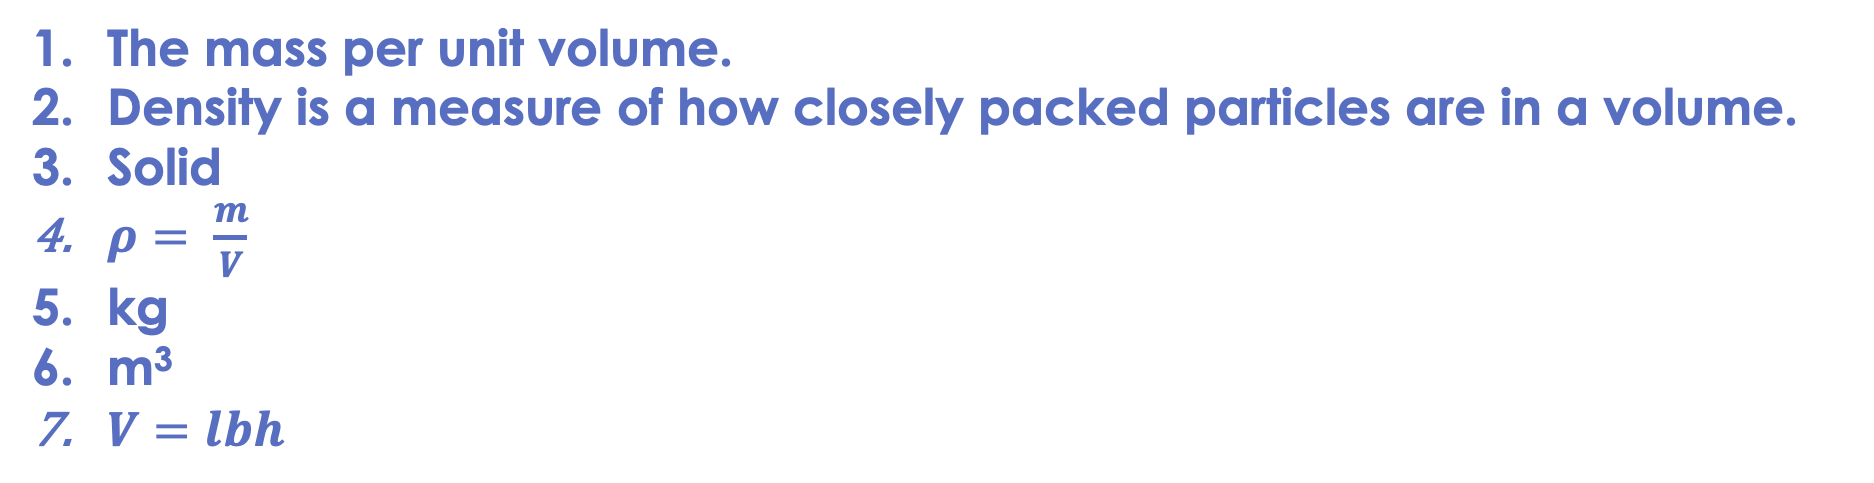 1. The mass per unit volume.
2. Density is a measure of how closely packed particles are in a volume.
3. Solid
4. ρ = m/V
5. kg
6. m³
7. V = lbh